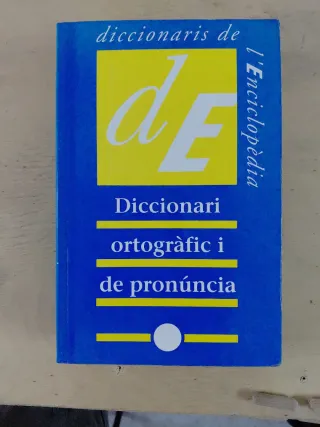 diccionaris de
l'Enciclopèdia
dE
Diccionari
ortogràfic i
de pronúncia